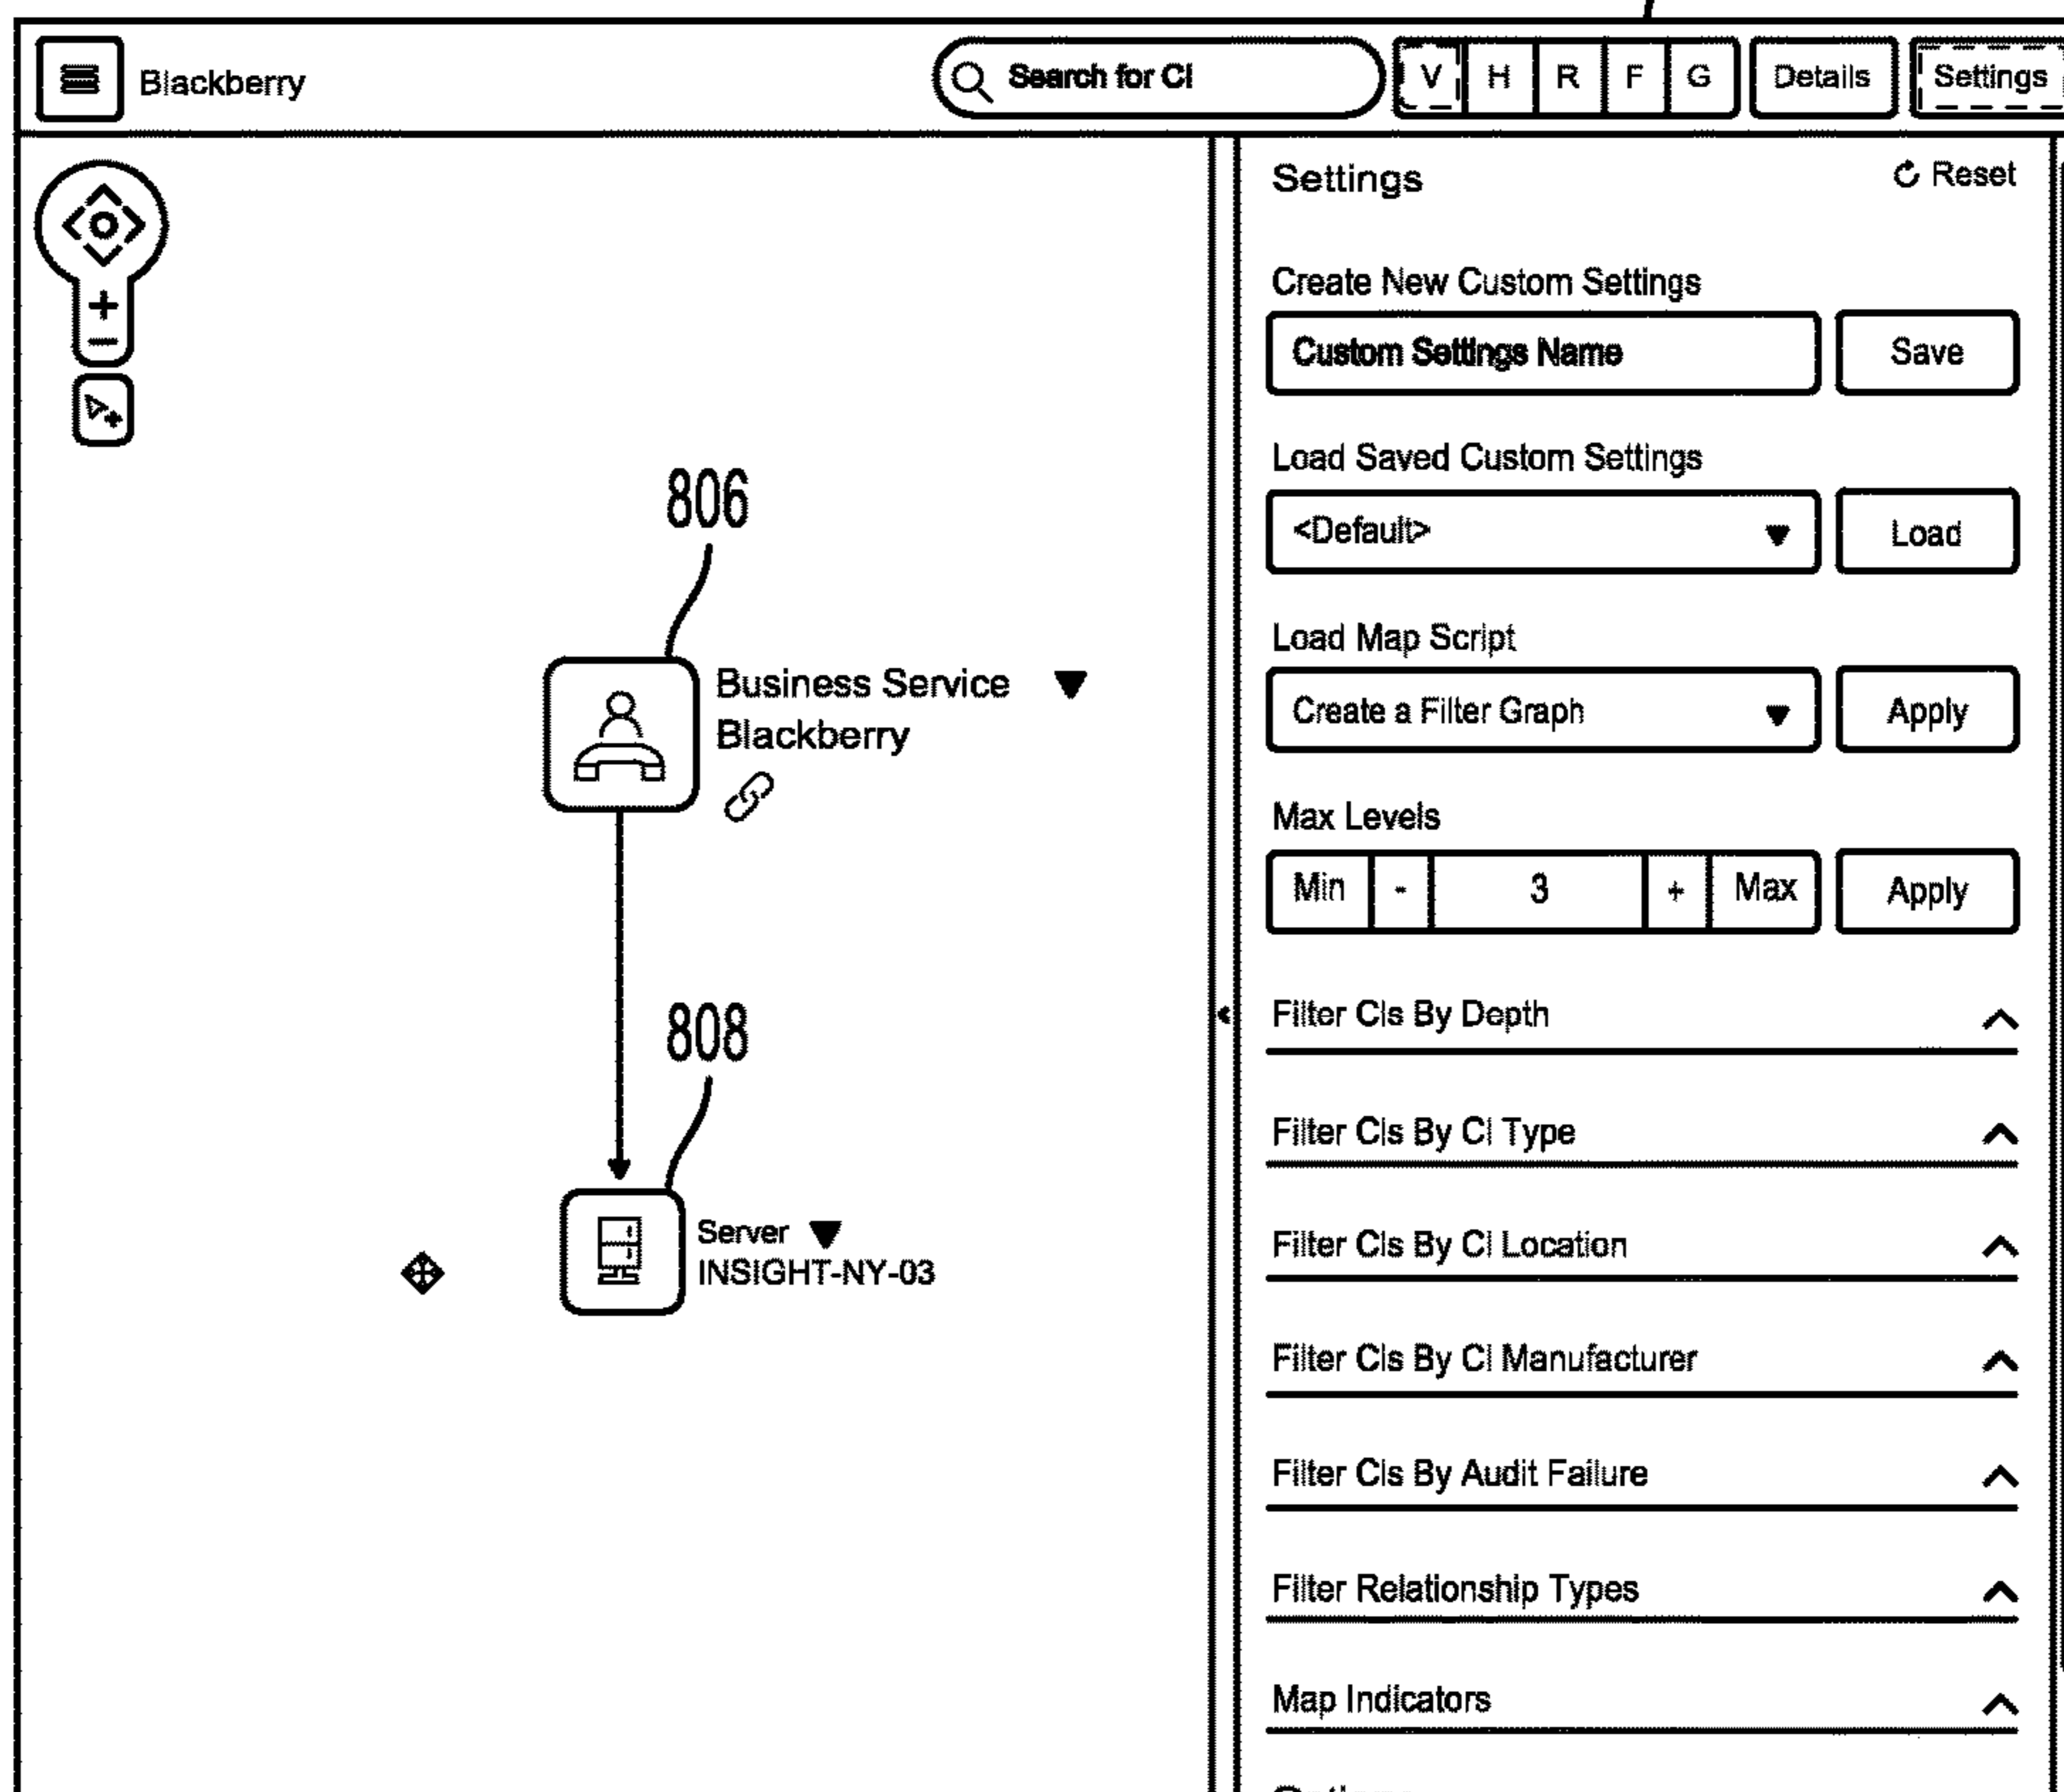 Blackberry
Search for CI
V H R F G
Details
Settings
Settings
Reset
Create New Custom Settings
Custom Settings Name
Save
Load Saved Custom Settings
<Default>
Load
806
Load Map Script
Business Service
Create a Filter Graph
Apply
Blackberry
Max Levels
Min - 3 + Max
Apply
808
Filter CIs By Depth
Filter CIs By CI Type
Server
INSIGHT-NY-03
Filter CIs By CI Location
Filter CIs By CI Manufacturer
Filter CIs By Audit Failure
Filter Relationship Types
Map Indicators